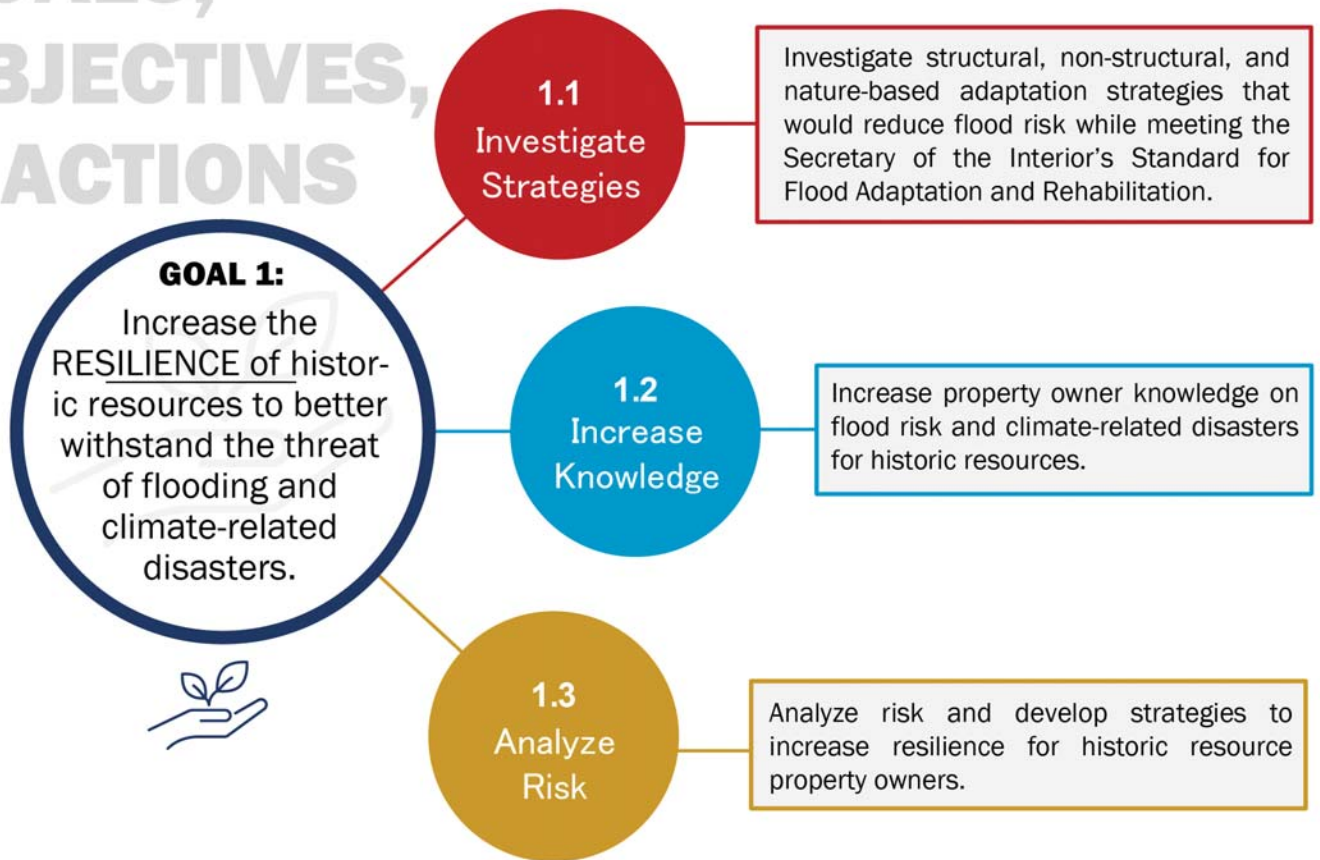 BJECTIVES,
ACTIONS
GOAL 1:
Increase the
RESILIENCE of histor-
ic resources to better
withstand the threat
of flooding and
climate-related
disasters.
1.1
Investigate
Strategies
Investigate structural, non-structural, and
nature-based adaptation strategies that
would reduce flood risk while meeting the
Secretary of the Interior's Standard for
Flood Adaptation and Rehabilitation.
1.2
Increase
Knowledge
Increase property owner knowledge on
flood risk and climate-related disasters
for historic resources.
1.3
Analyze
Risk
Analyze risk and develop strategies to
increase resilience for historic resource
property owners.